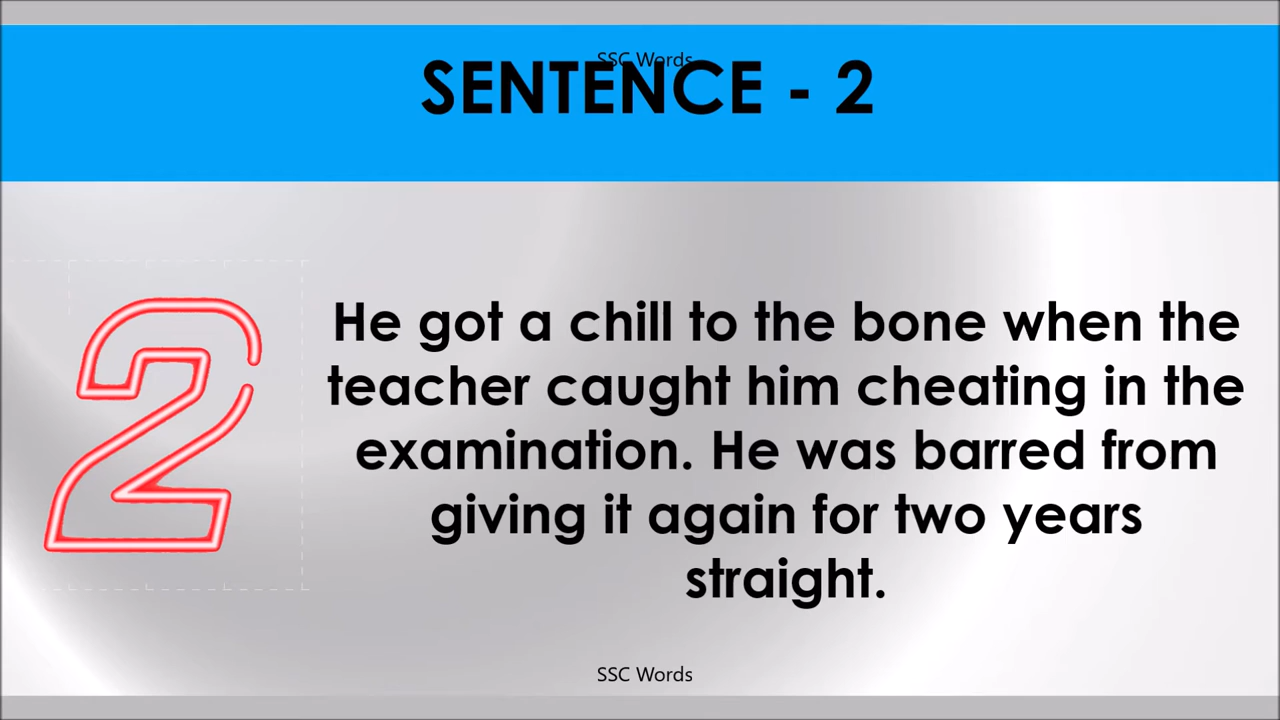 SSC Words
SENTENCE - 2
2
He got a chill to the bone when the
teacher caught him cheating in the
examination. He was barred from
giving it again for two years
straight.
SSC Words